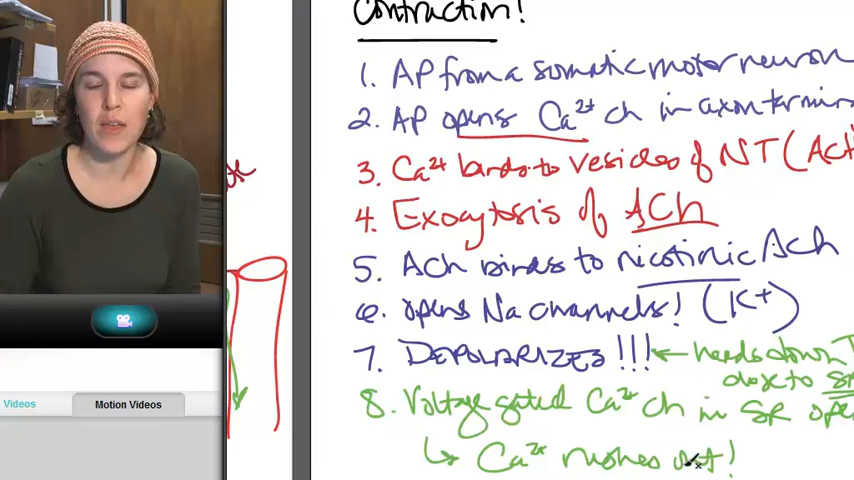 Contraction!
1. AP from a somatic motor neuron
2. AP opens Ca2+ ch in axon termin
3. Ca2+ binds to vesicles of NT (Ach
4. Exocytosis of ACh
5. ACh binds to nicotinic ACh
6. opens Na channels! (K+)
7. DEPOLARIZES!!! ← heads down T
close to SR
8. Voltage gated Ca2+ ch in SR ope
↳ Ca2+ rushes out!
Videos
Motion Videos